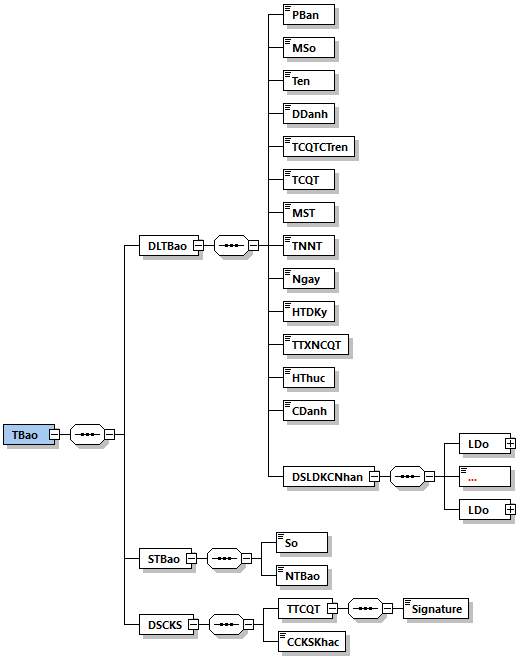 TBao
DLTBao
PBan
MSo
Ten
DDanh
TCQTCTren
TCQT
MST
TNNT
Ngay
HTDKy
TTXNCQT
HThuc
CDanh
DSLDKCNhan
LDo
...
LDo
STBao
So
NTBao
DSCKS
TTCQT
Signature
CCKSKhac